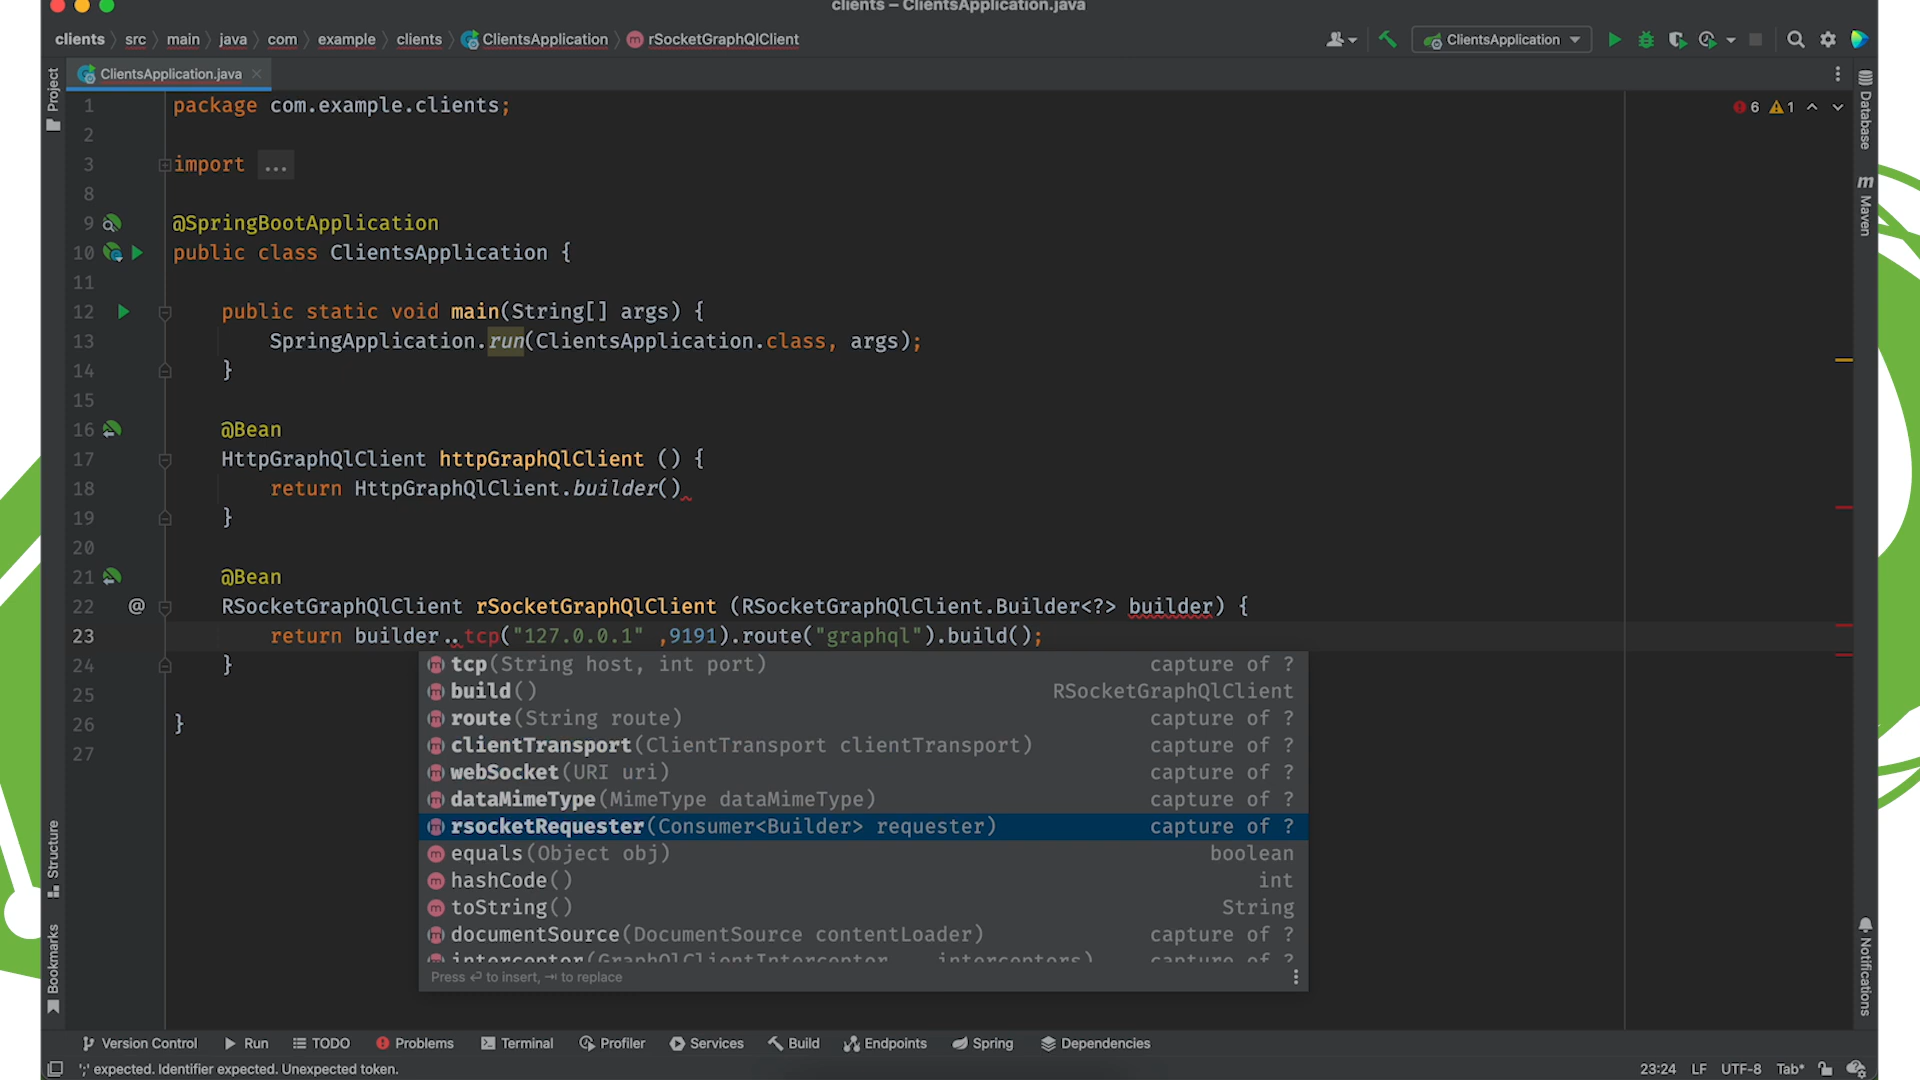 clients – ClientsApplication.java
clients src main java com example clients ClientsApplication rSocketGraphQlClient
ClientsApplication
ClientsApplication.java
Project
Database
Maven
6 1
1 package com.example.clients;
2
3 import ...
8
9 @SpringBootApplication
10 public class ClientsApplication {
11
12 public static void main(String[] args) {
13 SpringApplication.run(ClientsApplication.class, args);
14 }
15
16 @Bean
17 HttpGraphQlClient httpGraphQlClient () {
18 return HttpGraphQlClient.builder()
19 }
20
21 @Bean
22 @ RSocketGraphQlClient rSocketGraphQlClient (RSocketGraphQlClient.Builder<?> builder) {
23 return builder..tcp("127.0.0.1" ,9191).route("graphql").build();
24 }
25
26 }
27
m tcp(String host, int port) capture of ?
m build() RSocketGraphQlClient
m route(String route) capture of ?
m clientTransport(ClientTransport clientTransport) capture of ?
m webSocket(URI uri) capture of ?
m dataMimeType(MimeType dataMimeType) capture of ?
m rsocketRequester(Consumer<Builder> requester) capture of ?
m equals(Object obj) boolean
m hashCode() int
m toString() String
m documentSource(DocumentSource contentLoader) capture of ?
m interceptor(GraphQlClientInterceptor... interceptors) capture of ?
Press ⏎ to insert, ⇥ to replace
Structure
Bookmarks
Notifications
Version Control Run TODO Problems Terminal Profiler Services Build Endpoints Spring Dependencies
';' expected. Identifier expected. Unexpected token. 23:24 LF UTF-8 Tab*